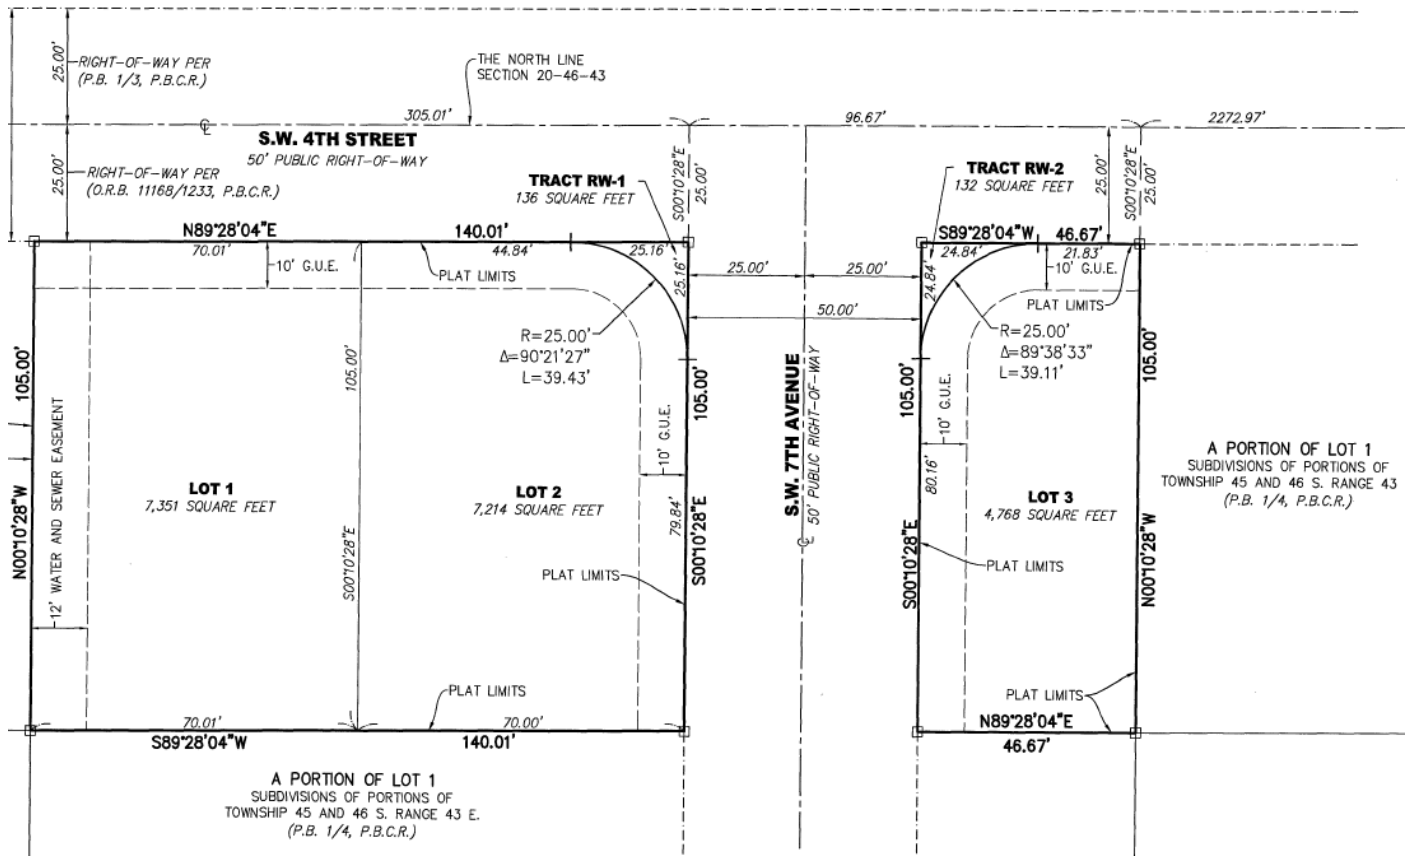 25.00'
RIGHT-OF-WAY PER
(P.B. 1/3, P.B.C.R.)
THE NORTH LINE
SECTION 20-46-43
305.01'
96.67'
2272.97'
S.W. 4TH STREET
50' PUBLIC RIGHT-OF-WAY
25.00'
RIGHT-OF-WAY PER
(O.R.B. 11168/1233, P.B.C.R.)
TRACT RW-1
136 SQUARE FEET
S00°10'28"E
25.00'
TRACT RW-2
132 SQUARE FEET
25.00'
S00°10'28"E
25.00'
N89°28'04"E
140.01'
70.01'
44.84'
25.16'
25.16'
S89°28'04"W
46.67'
24.84'
21.83'
24.84'
10' G.U.E.
PLAT LIMITS
25.00'
25.00'
10' G.U.E.
PLAT LIMITS
50.00'
R=25.00'
Δ=90°21'27"
L=39.43'
R=25.00'
Δ=89°38'33"
L=39.11'
105.00'
105.00'
105.00'
105.00'
105.00'
12' WATER AND SEWER EASEMENT
10' G.U.E.
S.W. 7TH AVENUE
50' PUBLIC RIGHT-OF-WAY
10' G.U.E.
A PORTION OF LOT 1
SUBDIVISIONS OF PORTIONS OF
TOWNSHIP 45 AND 46 S. RANGE 43
(P.B. 1/4, P.B.C.R.)
LOT 1
7,351 SQUARE FEET
LOT 2
7,214 SQUARE FEET
79.84'
80.16'
LOT 3
4,768 SQUARE FEET
N00°10'28"W
S00°10'28"E
S00°10'28"E
S00°10'28"E
N00°10'28"W
PLAT LIMITS
PLAT LIMITS
PLAT LIMITS
PLAT LIMITS
70.01'
70.00'
S89°28'04"W
140.01'
N89°28'04"E
46.67'
A PORTION OF LOT 1
SUBDIVISIONS OF PORTIONS OF
TOWNSHIP 45 AND 46 S. RANGE 43 E.
(P.B. 1/4, P.B.C.R.)